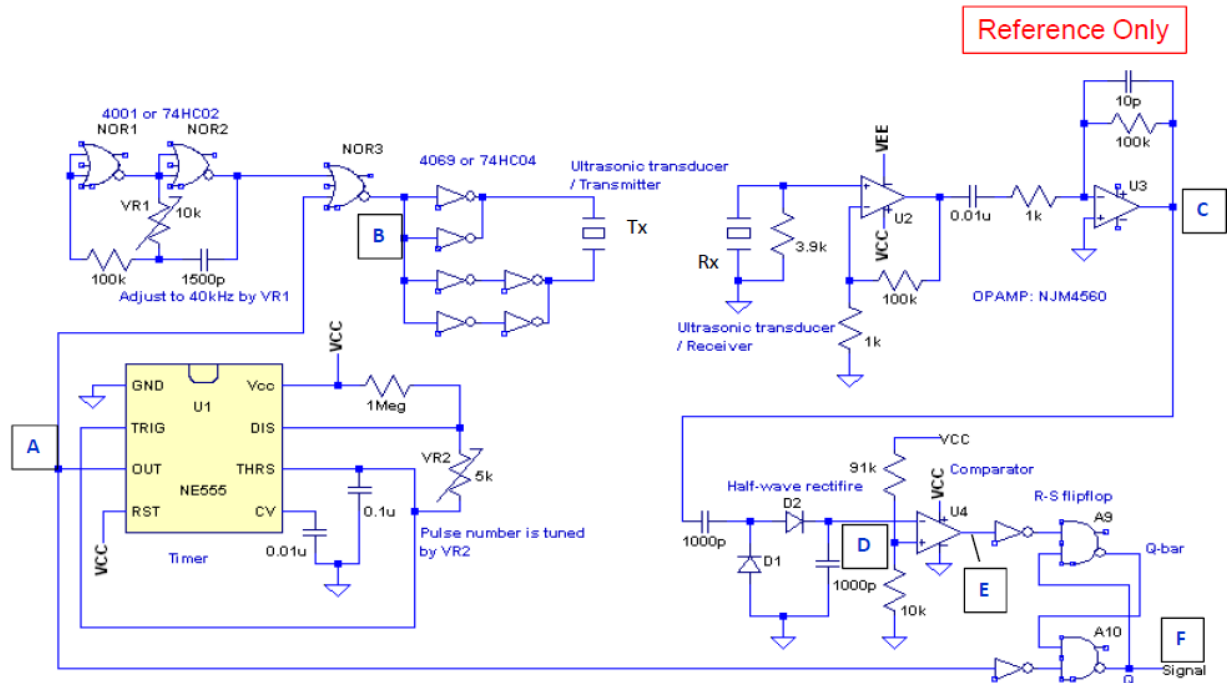 Reference Only
4001 or 74HC02
NOR1
NOR2
NOR3
4069 or 74HC04
Ultrasonic transducer
/ Transmitter
VR1
10k
100k
1500p
Adjust to 40kHz by VR1
B
Tx
Rx
3.9k
VEE
U2
VCC
100k
1k
Ultrasonic transducer
/ Receiver
0.01u
1k
10p
100k
U3
C
OPAMP: NJM4560
VCC
GND
Vcc
U1
1Meg
TRIG
DIS
A
OUT
THRS
VR2
5k
NE555
RST
CV
0.1u
0.01u
VCC
Timer
Pulse number is tuned
by VR2
VCC
91k
Comparator
VCC
Half-wave rectifire
D2
U4
R-S flipflop
A9
1000p
D
D1
1000p
10k
E
Q-bar
A10
F
Signal
Q